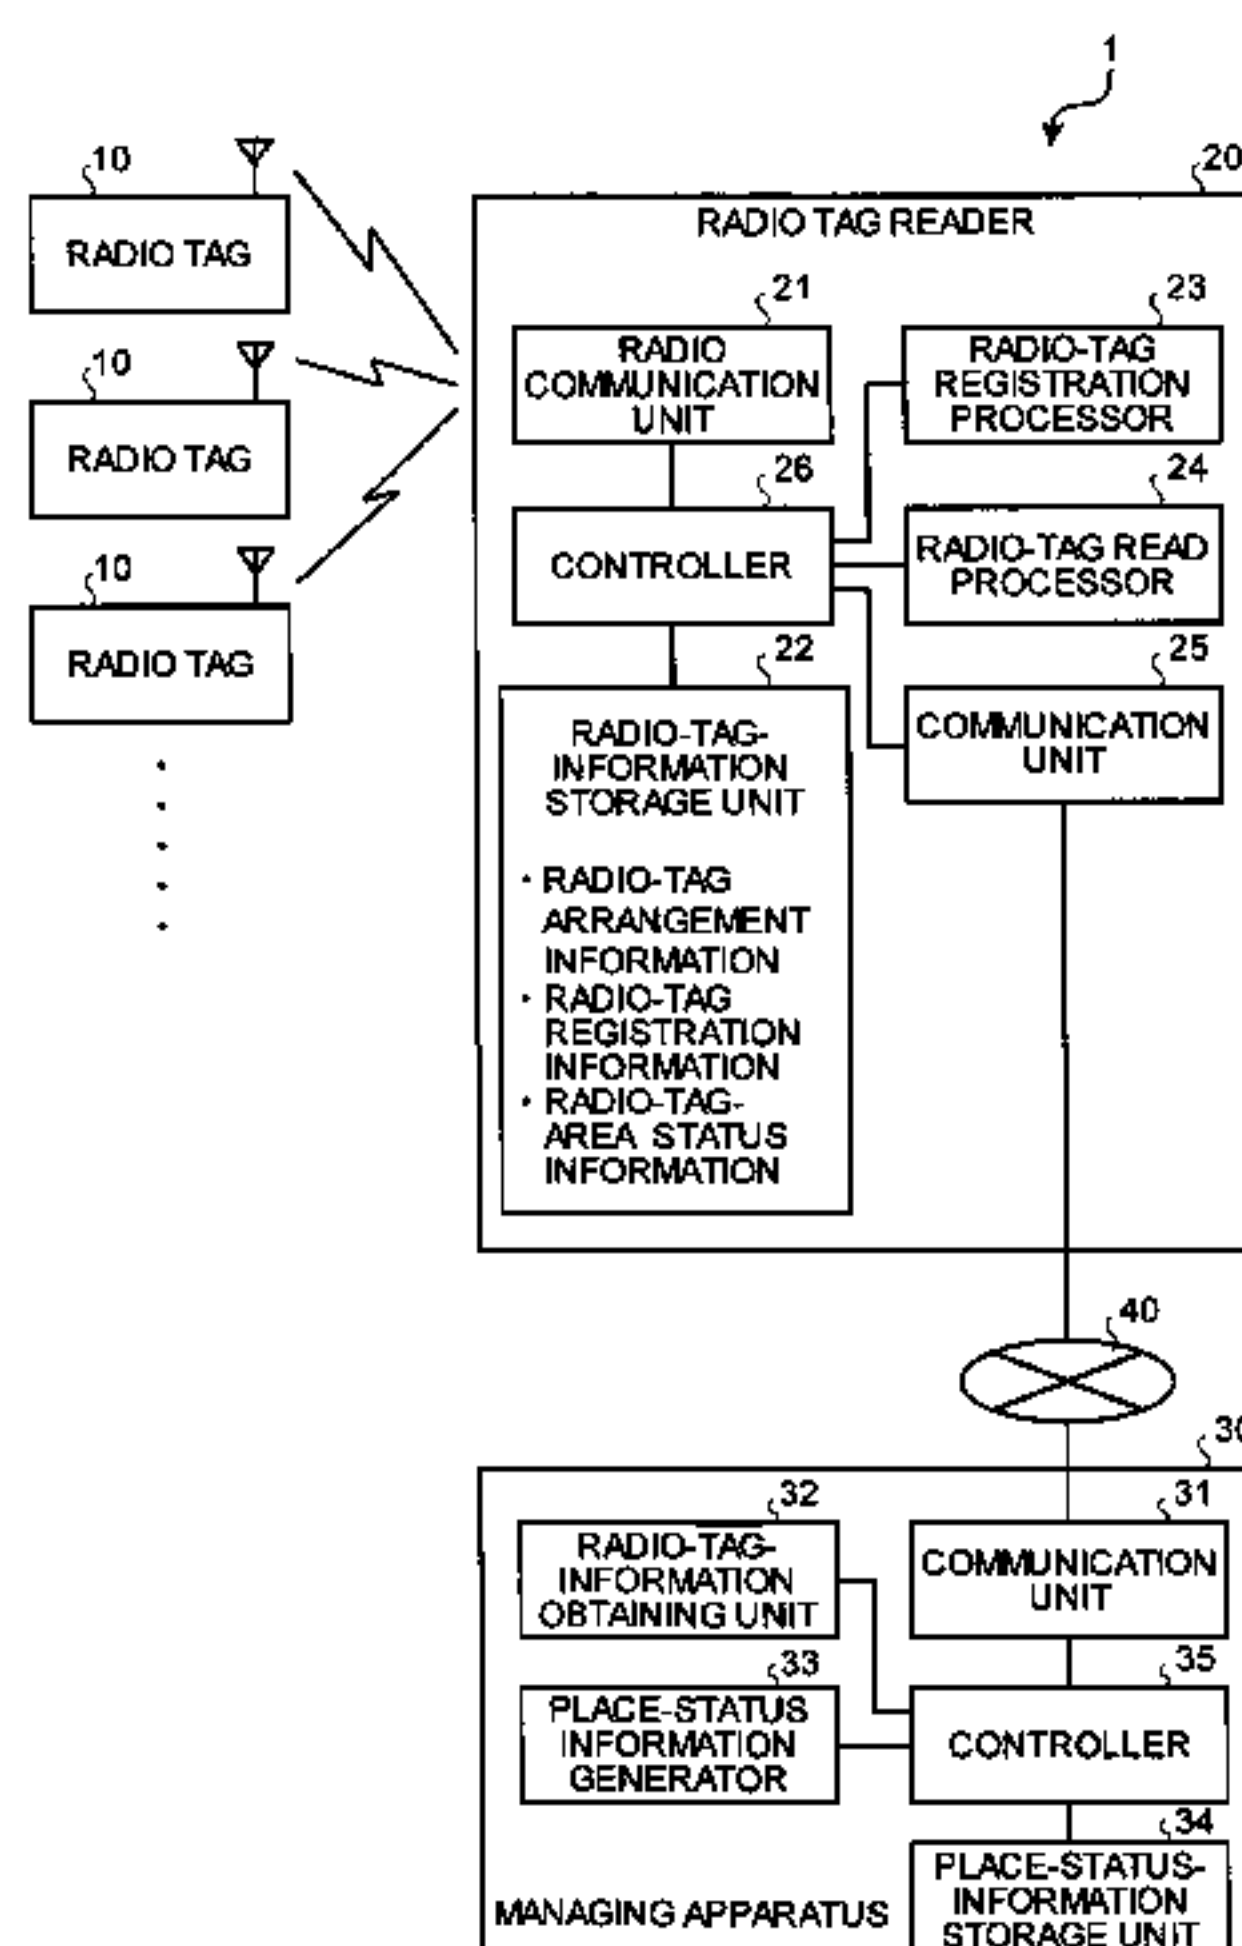 1
10
RADIO TAG
10
RADIO TAG
10
RADIO TAG
20
RADIO TAG READER
21
RADIO
COMMUNICATION
UNIT
23
RADIO-TAG
REGISTRATION
PROCESSOR
26
CONTROLLER
24
RADIO-TAG READ
PROCESSOR
22
RADIO-TAG-
INFORMATION
STORAGE UNIT
· RADIO-TAG
ARRANGEMENT
INFORMATION
· RADIO-TAG
REGISTRATION
INFORMATION
· RADIO-TAG-
AREA STATUS
INFORMATION
25
COMMUNICATION
UNIT
40
30
32
RADIO-TAG-
INFORMATION
OBTAINING UNIT
31
COMMUNICATION
UNIT
33
PLACE-STATUS
INFORMATION
GENERATOR
35
CONTROLLER
34
PLACE-STATUS-
INFORMATION
STORAGE UNIT
MANAGING APPARATUS